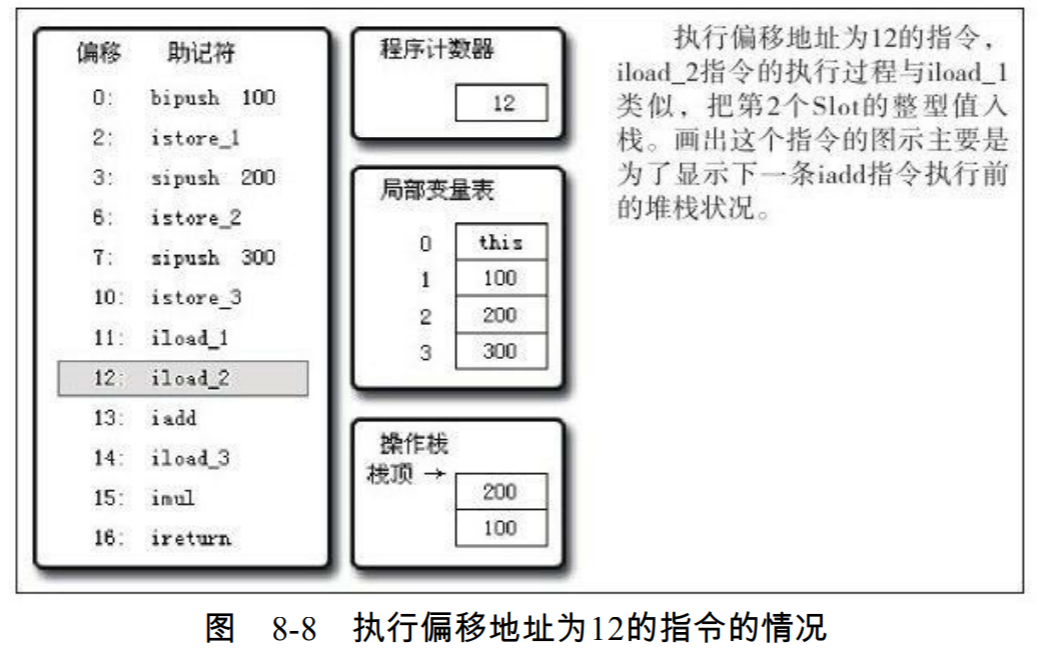 偏移 助记符
0: bipush 100
2: istore_1
3: sipush 200
6: istore_2
7: sipush 300
10: istore_3
11: iload_1
12: iload_2
13: iadd
14: iload_3
15: imul
16: ireturn
程序计数器
12
局部变量表
0 this
1 100
2 200
3 300
操作栈
栈顶 →
200
100
执行偏移地址为12的指令，
iload_2指令的执行过程与iload_1
类似，把第2个Slot的整型值入
栈。画出这个指令的图示主要是
为了显示下一条iadd指令执行前
的堆栈状况。
图 8-8 执行偏移地址为12的指令的情况